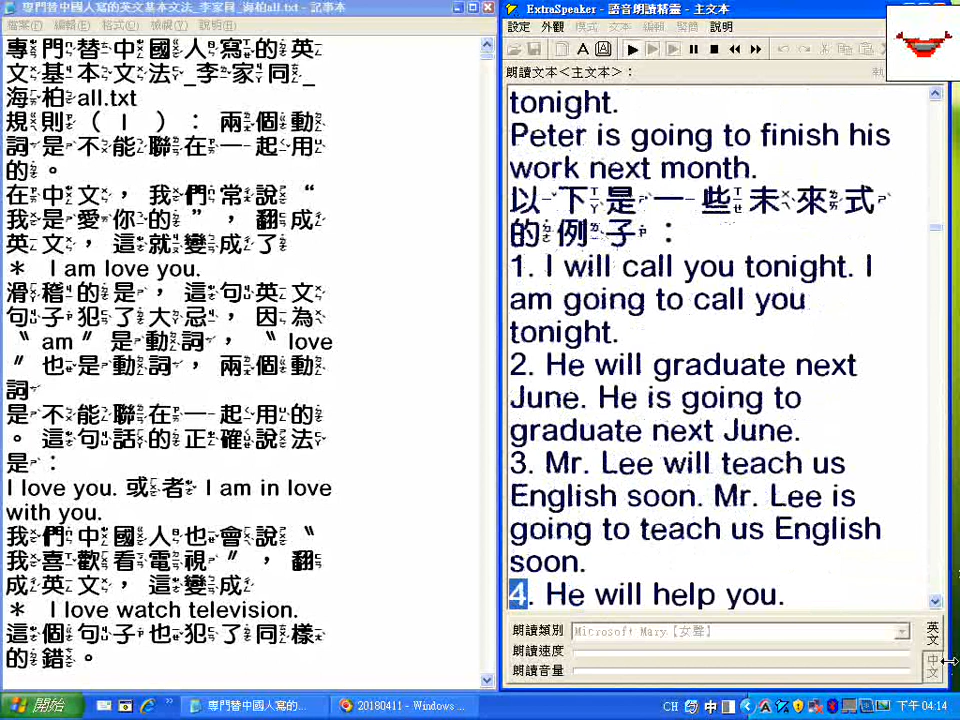 專門替中國人寫的英文基本文法_李家同_海柏all.txt - 記事本
檔案(F) 編輯(E) 格式(O) 檢視(V) 說明(H)
專門替中國人寫的英
文基本文法_李家同_
海柏all.txt
規則（1）：兩個動
詞是不能聯在一起用
的。
在中文，我們常說“
我是愛你的”，翻成
英文，這就變成了
＊ I am love you.
滑稽的是，這句英文
句子犯了大忌，因為
〝am〞是動詞，〝love
〞也是動詞，兩個動
詞
是不能聯在一起用的
。這句話的正確說法
是：
I love you. 或者 I am in love
with you.
我們中國人也會說〝
我喜歡看電視〞，翻
成英文，這變成
＊ I love watch television.
這個句子也犯了同樣
的錯。
ExtraSpeaker - 語音朗讀精靈 - 主文本
設定 外觀 模式 文本 編輯 聲筒 說明
朗讀文本<主文本>：
tonight.
Peter is going to finish his
work next month.
以下是一些未來式
的例子：
1. I will call you tonight. I
am going to call you
tonight.
2. He will graduate next
June. He is going to
graduate next June.
3. Mr. Lee will teach us
English soon. Mr. Lee is
going to teach us English
soon.
4. He will help you.
朗讀類別 Microsoft Mary【女聲】
朗讀速度
朗讀音量
英文
中文
開始 專門替中國人寫的... 20180411 - Windows ... CH 中 下午 04:14